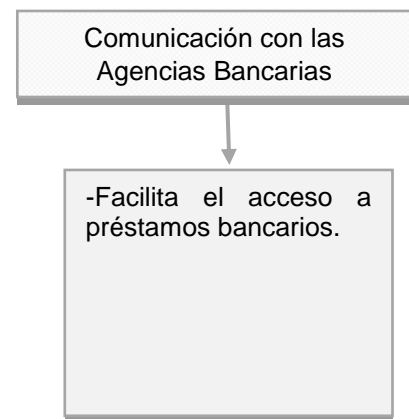 Comunicación con las
Agencias Bancarias
-Facilita el acceso a
préstamos bancarios.